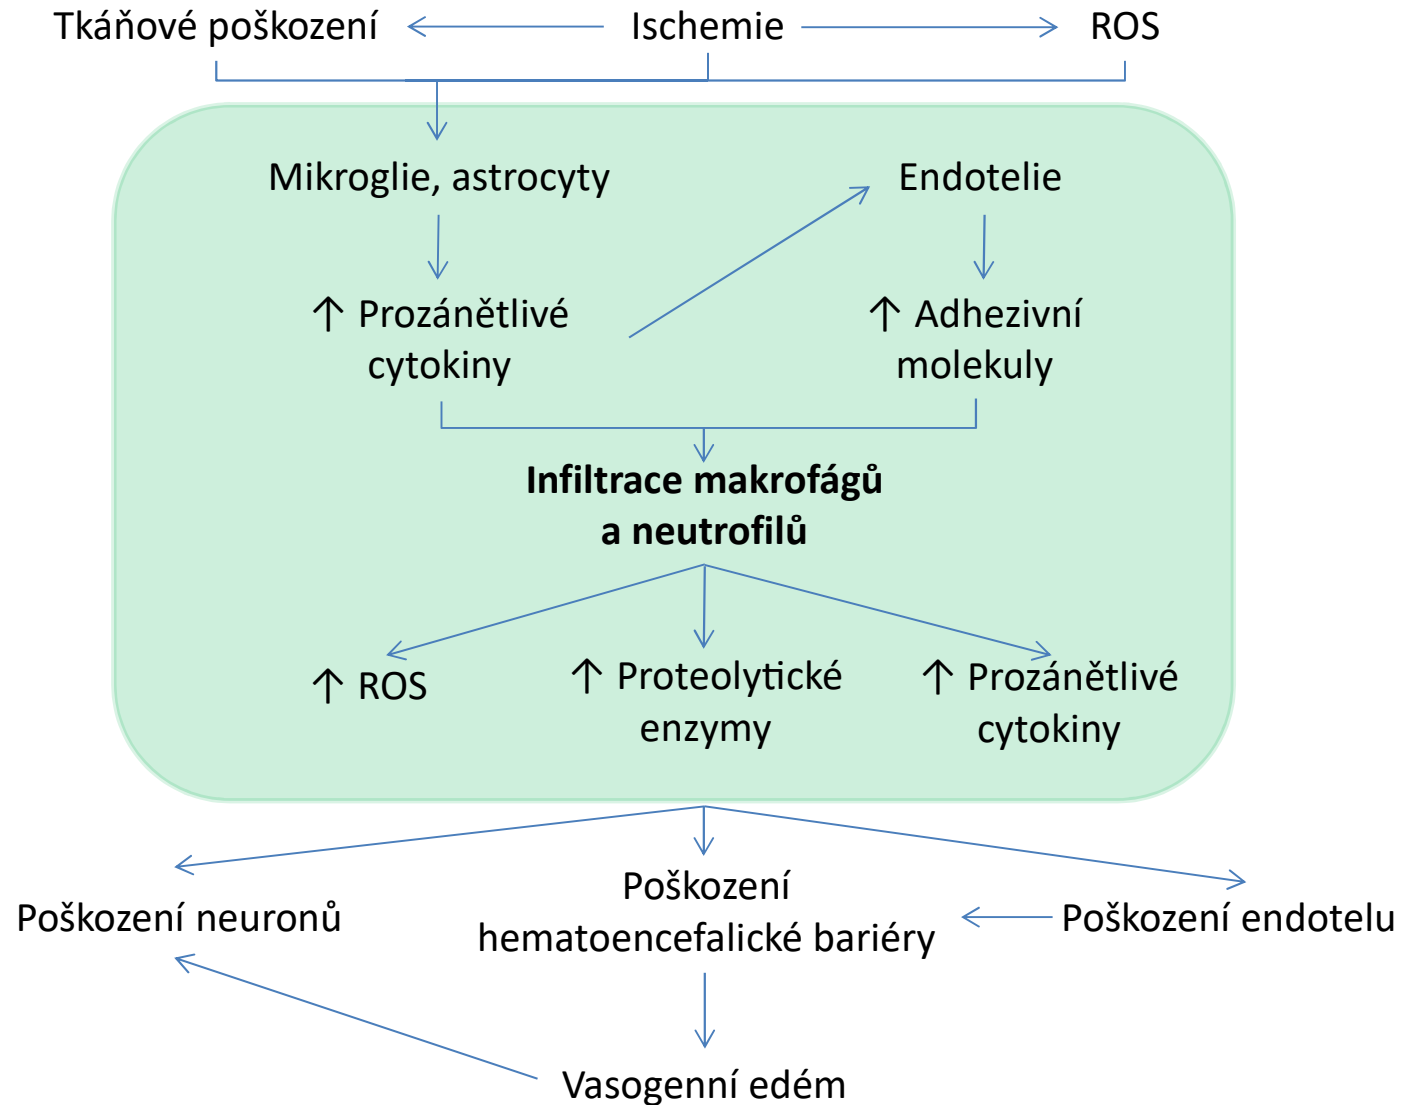 Tkáňové poškození
Ischemie
ROS
Mikroglie, astrocyty
Endotelie
↑ Prozánětlivé
cytokiny
↑ Adhezivní
molekuly
Infiltrace makrofágů
a neutrofilů
↑ ROS
↑ Proteolytické
enzymy
↑ Prozánětlivé
cytokiny
Poškození neuronů
Poškození
hematoencefalické bariéry
Poškození endotelu
Vasogenní edém